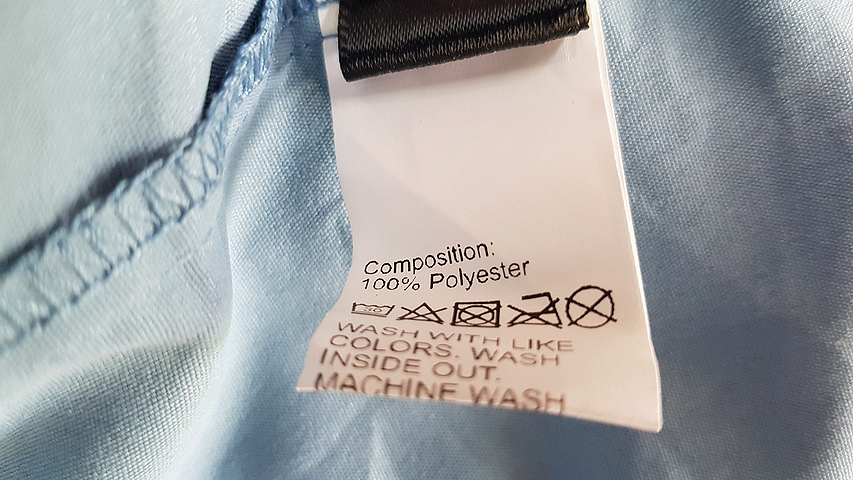 Composition:
100% Polyester
WASH WITH LIKE
COLORS. WASH
INSIDE OUT.
MACHINE WASH